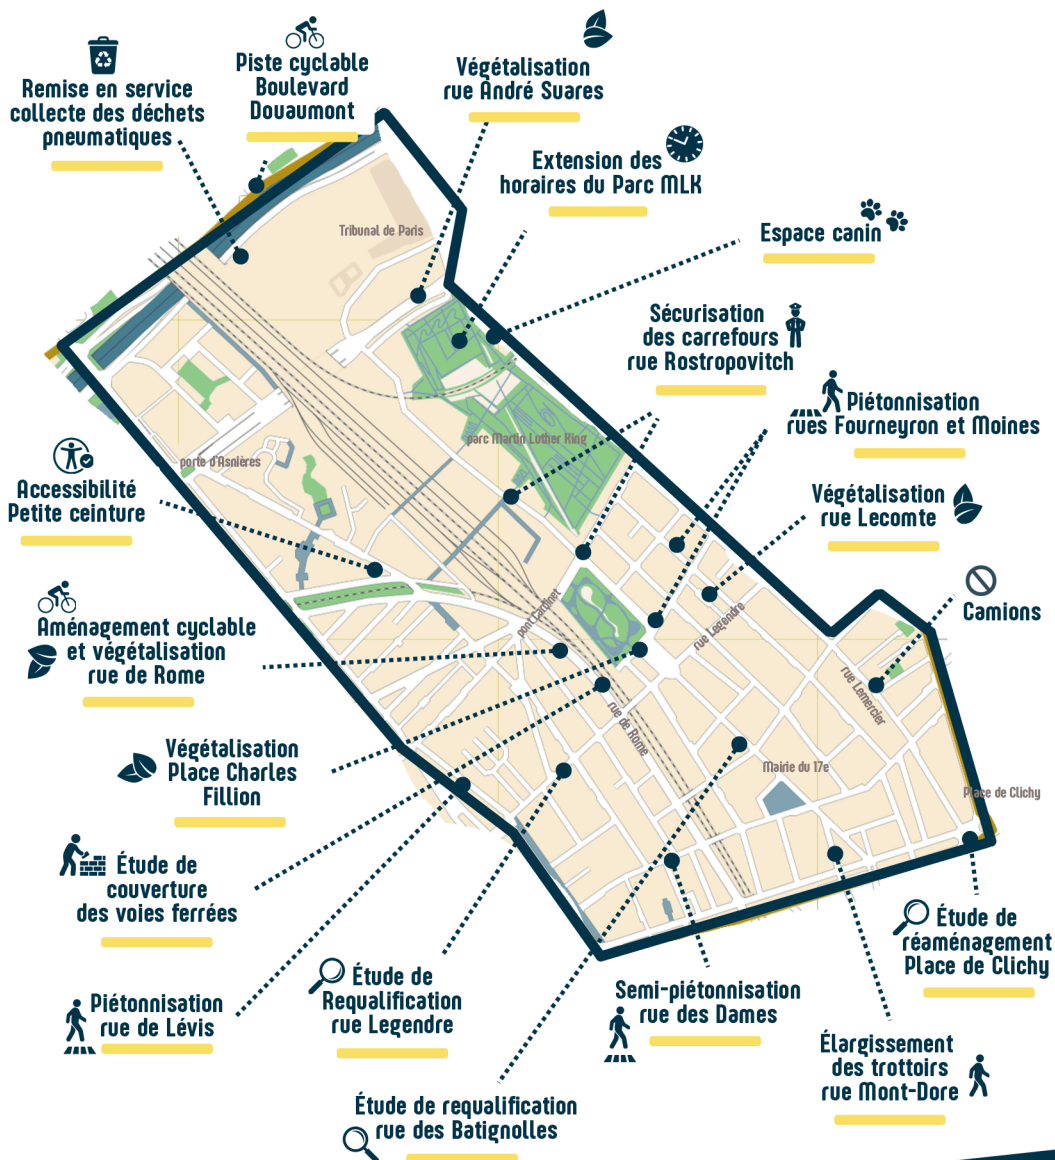 Remise en service
collecte des déchets
pneumatiques
Piste cyclable
Boulevard
Douaumont
Végétalisation
rue André Suares
Extension des
horaires du Parc MLK
Espace canin
Sécurisation
des carrefours
rue Rostropovitch
Piétonnisation
rues Fourneyron et Moines
Végétalisation
rue Lecomte
Camions
Accessibilité
Petite ceinture
Aménagement cyclable
et végétalisation
rue de Rome
Végétalisation
Place Charles
Fillion
Étude de
couverture
des voies ferrées
Piétonnisation
rue de Lévis
Étude de
Requalification
rue Legendre
Étude de requalification
rue des Batignolles
Semi-piétonnisation
rue des Dames
Élargissement
des trottoirs
rue Mont-Dore
Étude de
réaménagement
Place de Clichy
Tribunal de Paris
parc Martin Luther King
porte d'Asnières
pont Cardinet
rue Legendre
rue Lemercier
rue de Rome
Mairie du 17e
Place de Clichy